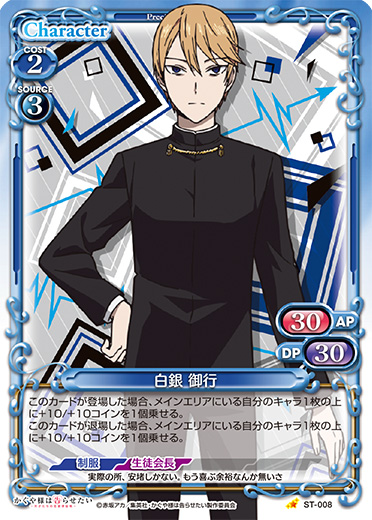 Prec
Character
COST
2
SOURCE
3
30 AP
DP 30
白銀 御行
このカードが登場した場合、メインエリアにいる自分のキャラ1枚の上
に+10/+10コインを1個乗せる。
このカードが退場した場合、メインエリアにいる自分のキャラ1枚の上
に+10/+10コインを1個乗せる。
制服 生徒会長
実際の所、安堵しかない。もう喜ぶ余裕なんか無いさ
かぐや様は告らせたい
ST-008
©赤坂アカ/集英社・かぐや様は告らせたい製作委員会